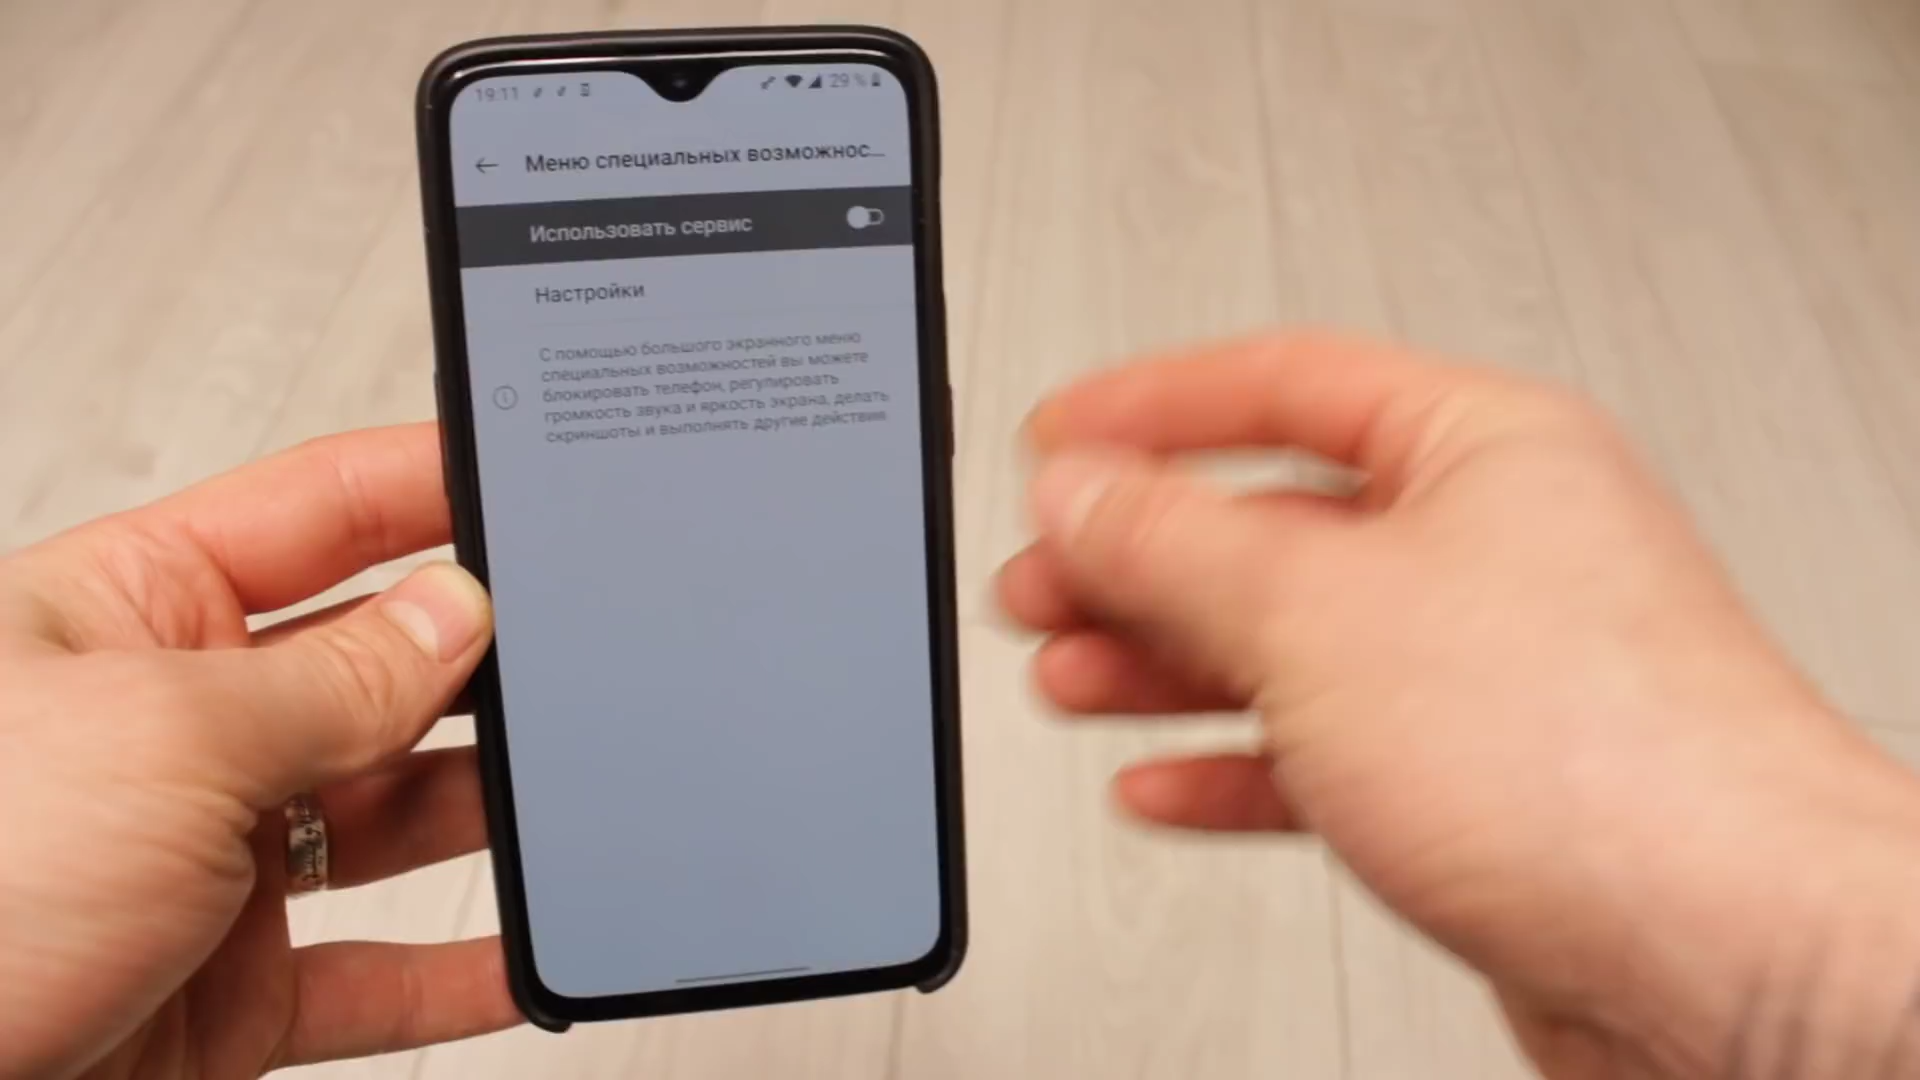 19:11 29 %
Меню специальных возможнос...
Использовать сервис
Настройки
С помощью большого экранного меню
специальных возможностей вы можете
блокировать телефон, регулировать
громкость звука и яркость экрана, делать
скриншоты и выполнять другие действия